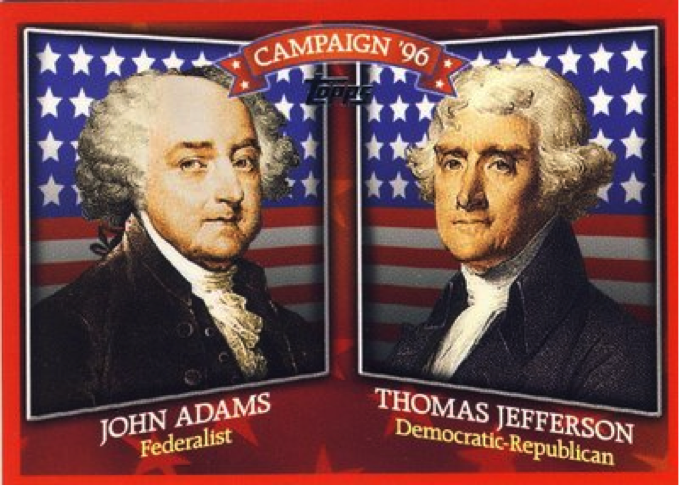 CAMPAIGN '96
Topps
JOHN ADAMS
Federalist
THOMAS JEFFERSON
Democratic-Republican